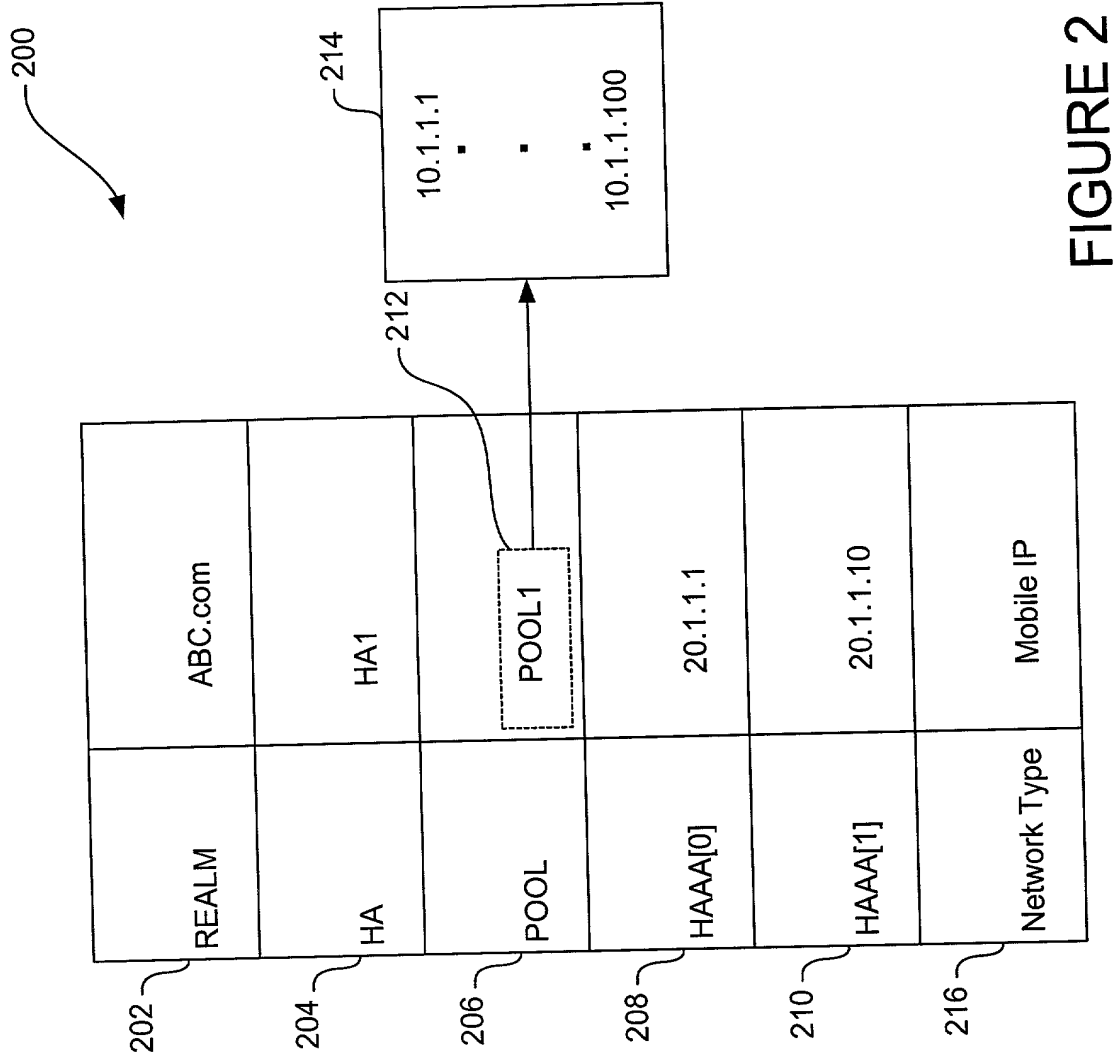 200
202
REALM
ABC.com
204
HA
HA1
206
POOL
POOL1
212
214
10.1.1.1
10.1.1.100
208
HAAA[0]
20.1.1.1
210
HAAA[1]
20.1.1.10
216
Network Type
Mobile IP
FIGURE 2